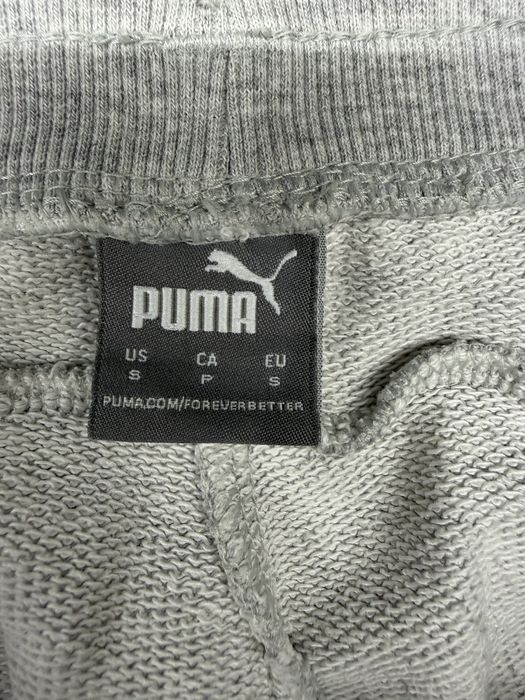 PUMA
US CA EU
S P S
PUMA.COM/FOREVERBETTER